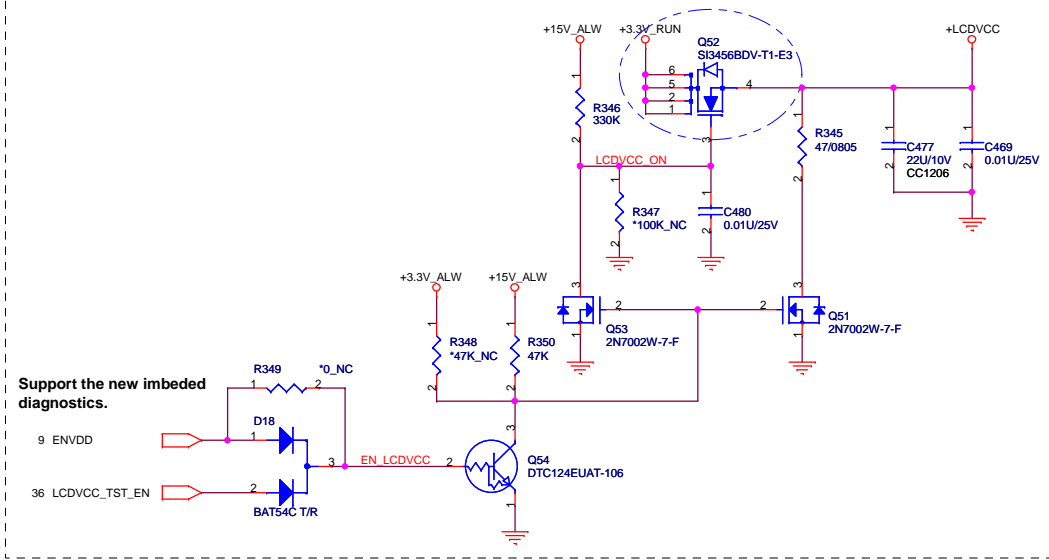 +15V_ALW
+3.3V_RUN
+LCDVCC
Q52
SI3456BDV-T1-E3
6
5
2
1
4
3
1
R346
330K
2
1
R345
47/0805
2
1
C477
22U/10V
CC1206
2
1
C469
0.01U/25V
2
LCDVCC_ON
1
R347
*100K_NC
2
1
C480
0.01U/25V
2
+3.3V_ALW
+15V_ALW
3
2
Q53
2N7002W-7-F
1
3
2
Q51
2N7002W-7-F
1
1
R348
*47K_NC
2
1
R350
47K
2
Support the new imbeded
diagnostics.
R349
*0_NC
1
2
D18
9 ENVDD
1
3
EN_LCDVCC
2
3
Q54
DTC124EUAT-106
1
36 LCDVCC_TST_EN
2
BAT54C T/R